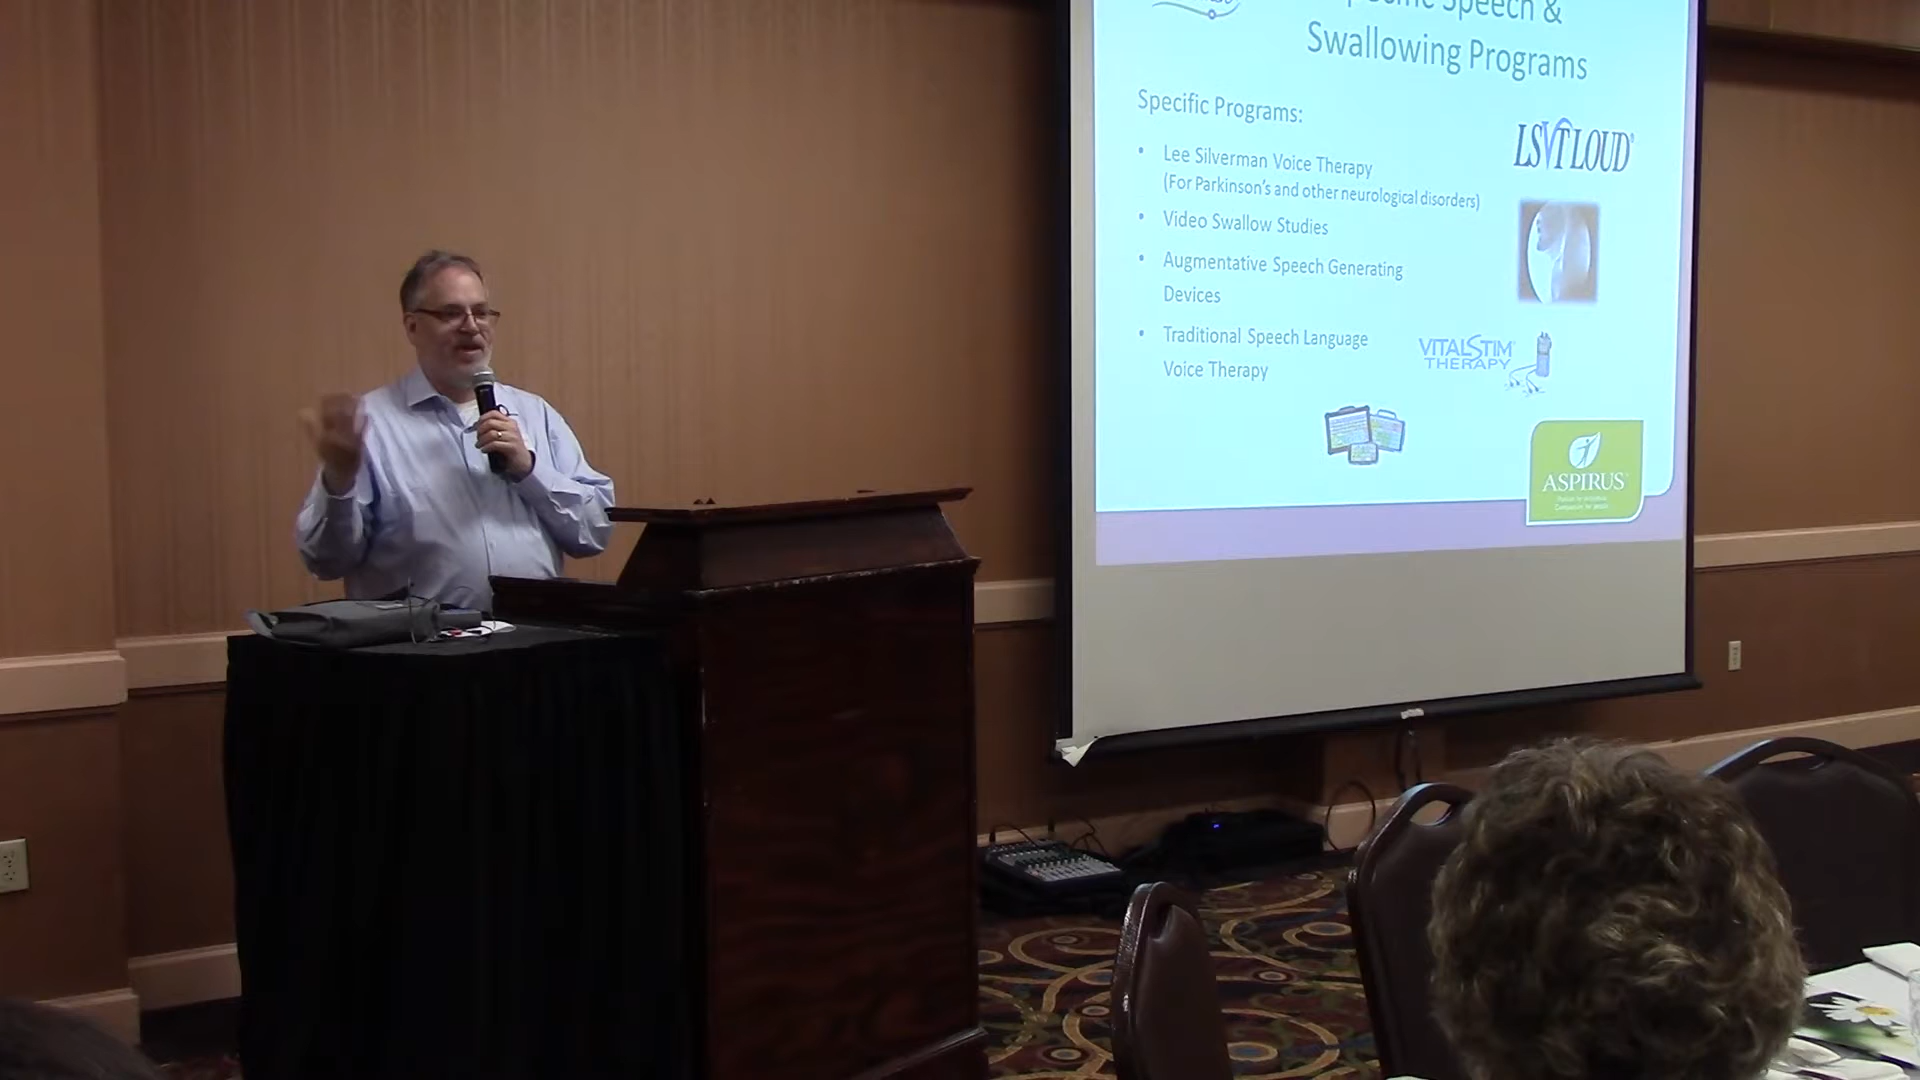 Speech &
Swallowing Programs
Specific Programs:
• Lee Silverman Voice Therapy
(For Parkinson's and other neurological disorders)
• Video Swallow Studies
• Augmentative Speech Generating
Devices
• Traditional Speech Language
Voice Therapy
LSVT LOUD®
VITALSTIM®
THERAPY
ASPIRUS®